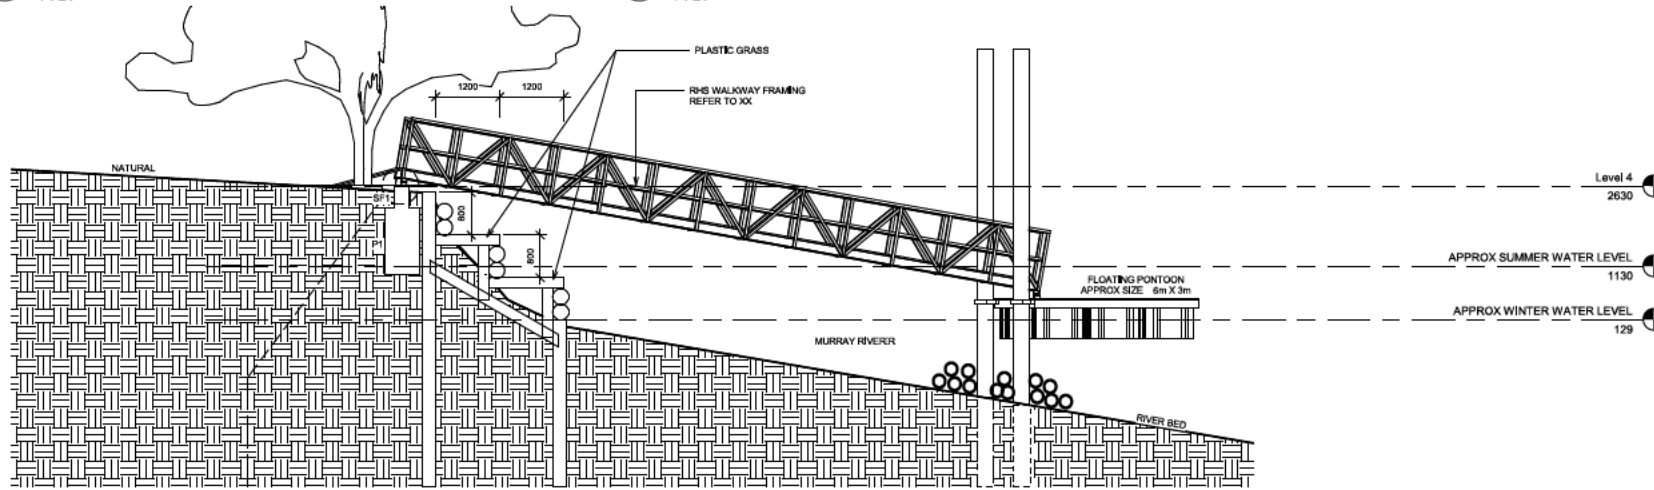 PLASTIC GRASS
1200 1200
RHS WALKWAY FRAMING
REFER TO XX
NATURAL
Level 4
2630
SF1
800
P1
800
APPROX SUMMER WATER LEVEL
1130
FLOATING PONTOON
APPROX SIZE 6m X 3m
APPROX WINTER WATER LEVEL
129
MURRAY RIVERR
RIVER BED